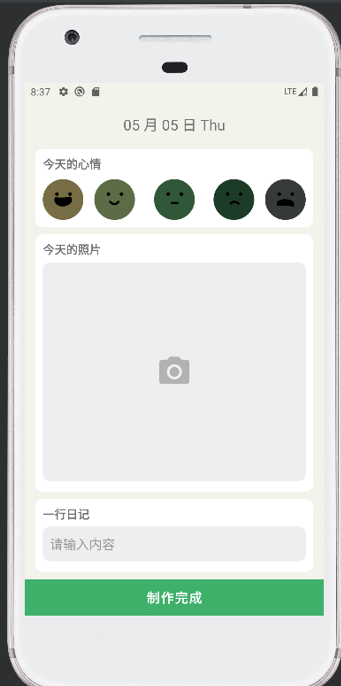 8:37 LTE
05 月 05 日 Thu
今天的心情
今天的照片
一行日记
请输入内容
制作完成